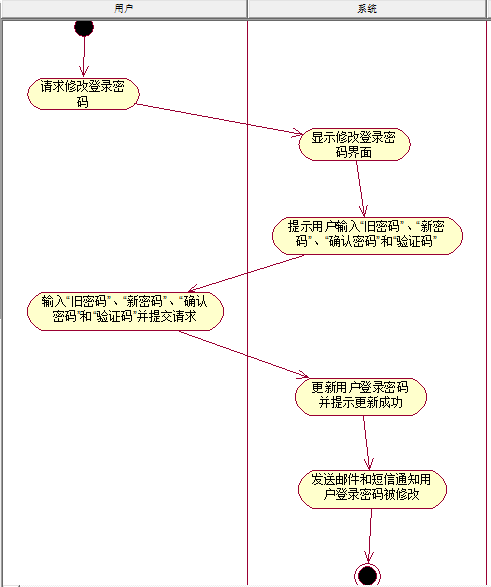 用户
系统
请求修改登录密
码
显示修改登录密
码界面
提示用户输入“旧密码”、“新密
码”、“确认密码”和“验证码”
输入“旧密码”、“新密码”、“确认
密码”和“验证码”并提交请求
更新用户登录密码
并提示更新成功
发送邮件和短信通知用
户登录密码被修改